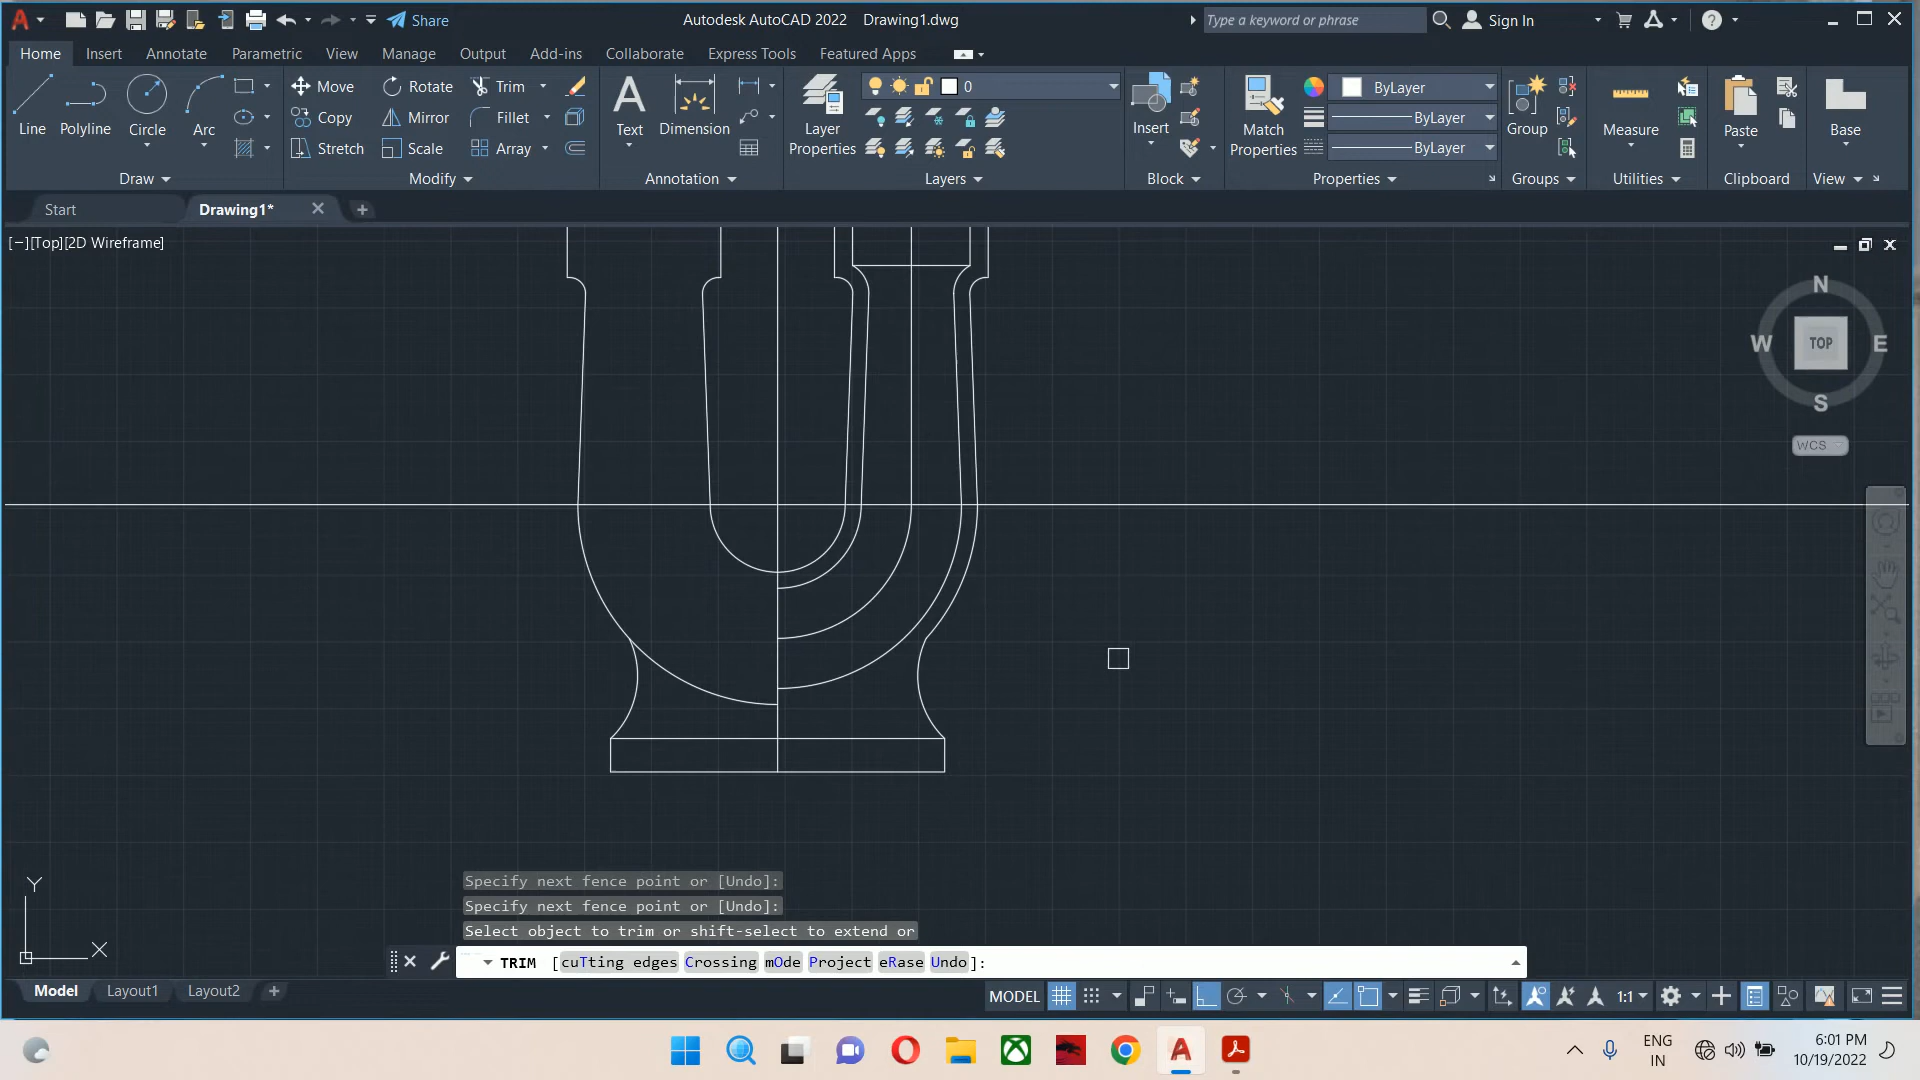 Share
Autodesk AutoCAD 2022 Drawing1.dwg
Type a keyword or phrase
Sign In
Home Insert Annotate Parametric View Manage Output Add-ins Collaborate Express Tools Featured Apps
Line Polyline Circle Arc
Move Rotate Trim
Copy Mirror Fillet
Stretch Scale Array
Text Dimension
Layer
Properties
0
Insert
Match
Properties
ByLayer
ByLayer
ByLayer
Group
Measure
Paste
Base
Draw Modify Annotation Layers Block Properties Groups Utilities Clipboard View
Start Drawing1*
[−][Top][2D Wireframe]
N
W TOP E
S
WCS
Y
X
Specify next fence point or [Undo]:
Specify next fence point or [Undo]:
Select object to trim or shift-select to extend or
TRIM [cuTting edges Crossing mOde Project eRase Undo]:
Model Layout1 Layout2
MODEL
1:1
ENG
IN
6:01 PM
10/19/2022